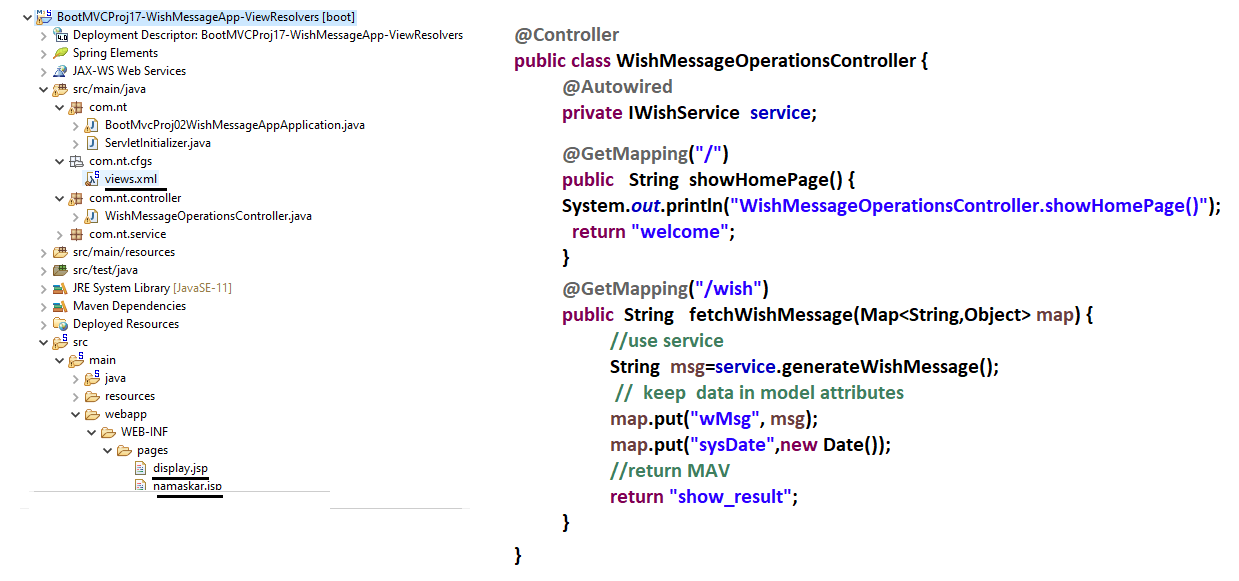 BootMVCProj17-WishMessageApp-ViewResolvers [boot]
Deployment Descriptor: BootMVCProj17-WishMessageApp-ViewResolvers
Spring Elements
JAX-WS Web Services
src/main/java
com.nt
BootMvcProj02WishMessageAppApplication.java
ServletInitializer.java
com.nt.cfgs
views.xml
com.nt.controller
WishMessageOperationsController.java
com.nt.service
src/main/resources
src/test/java
JRE System Library [JavaSE-11]
Maven Dependencies
Deployed Resources
src
main
java
resources
webapp
WEB-INF
pages
display.jsp
namaskar.jsp
@Controller
public class WishMessageOperationsController {
@Autowired
private IWishService service;
@GetMapping("/")
public String showHomePage() {
System.out.println("WishMessageOperationsController.showHomePage()");
return "welcome";
}
@GetMapping("/wish")
public String fetchWishMessage(Map<String,Object> map) {
//use service
String msg=service.generateWishMessage();
// keep data in model attributes
map.put("wMsg", msg);
map.put("sysDate",new Date());
//return MAV
return "show_result";
}
}